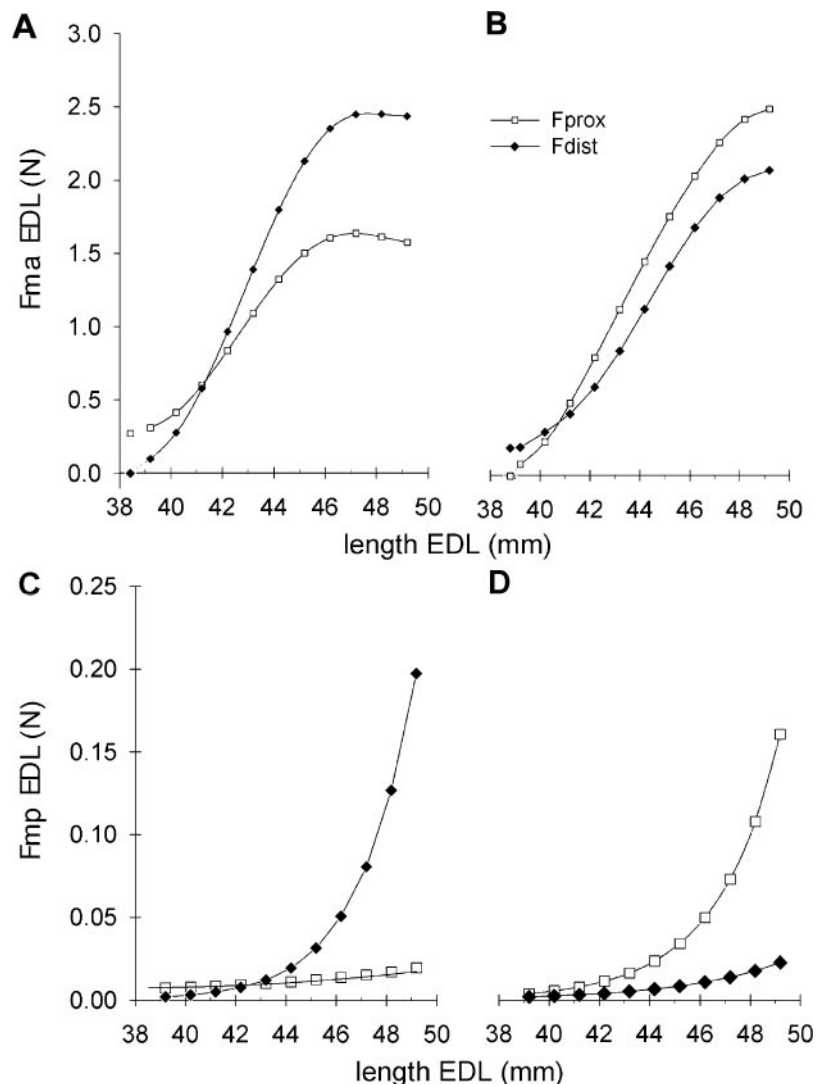 A
B
3.0
2.5
2.0
1.5
1.0
0.5
0.0
Fma EDL (N)
Fprox
Fdist
38 40 42 44 46 48 50
38 40 42 44 46 48 50
length EDL (mm)
C
D
0.25
0.20
0.15
0.10
0.05
0.00
Fmp EDL (N)
38 40 42 44 46 48 50
38 40 42 44 46 48 50
length EDL (mm)